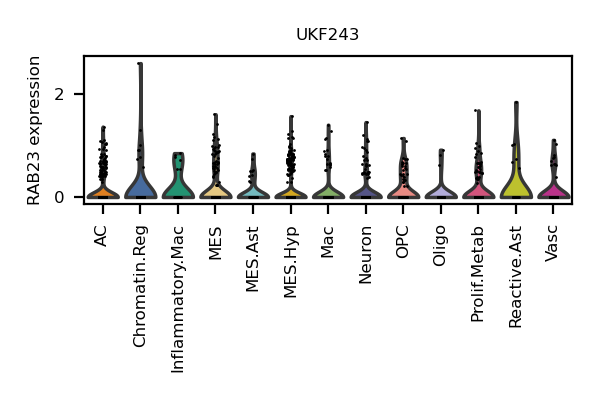 UKF243
RAB23 expression
2
0
AC
Chromatin.Reg
Inflammatory.Mac
MES
MES.Ast
MES.Hyp
Mac
Neuron
OPC
Oligo
Prolif.Metab
Reactive.Ast
Vasc